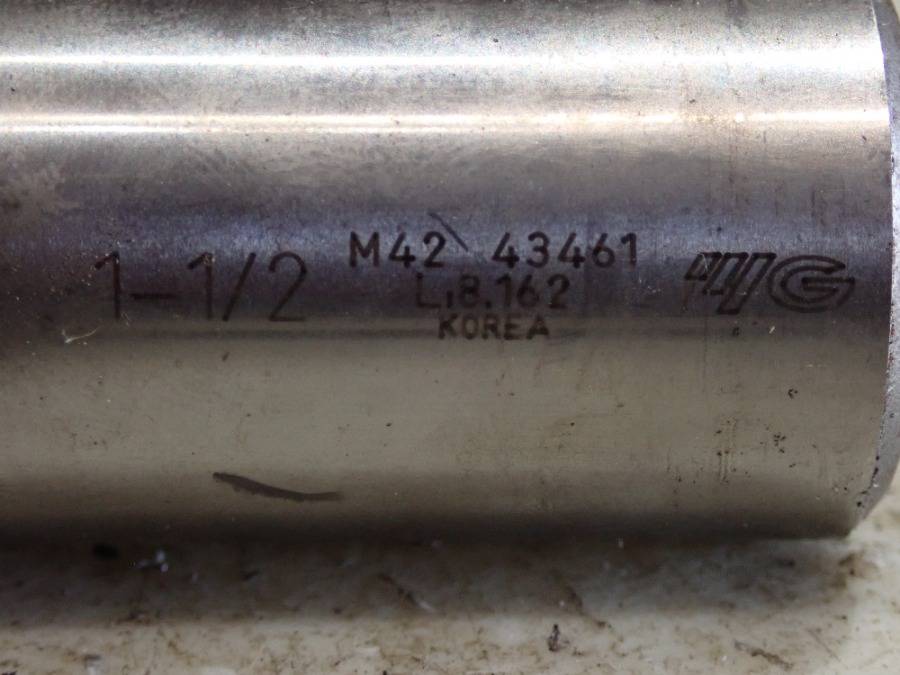 1-1/2
M42 43461
L.8.162
KOREA
YG